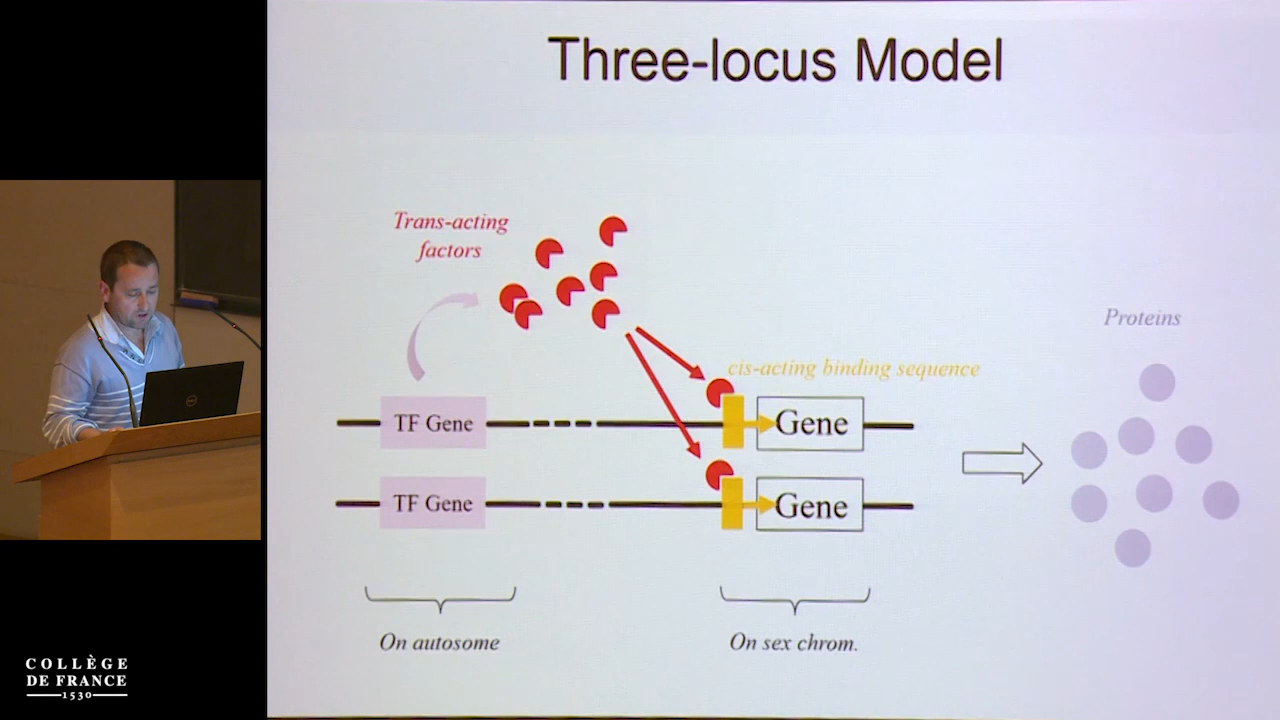 Three-locus Model
Trans-acting
factors
Proteins
cis-acting binding sequence
TF Gene
Gene
TF Gene
Gene
On autosome
On sex chrom.
COLLÈGE
DE FRANCE
1530